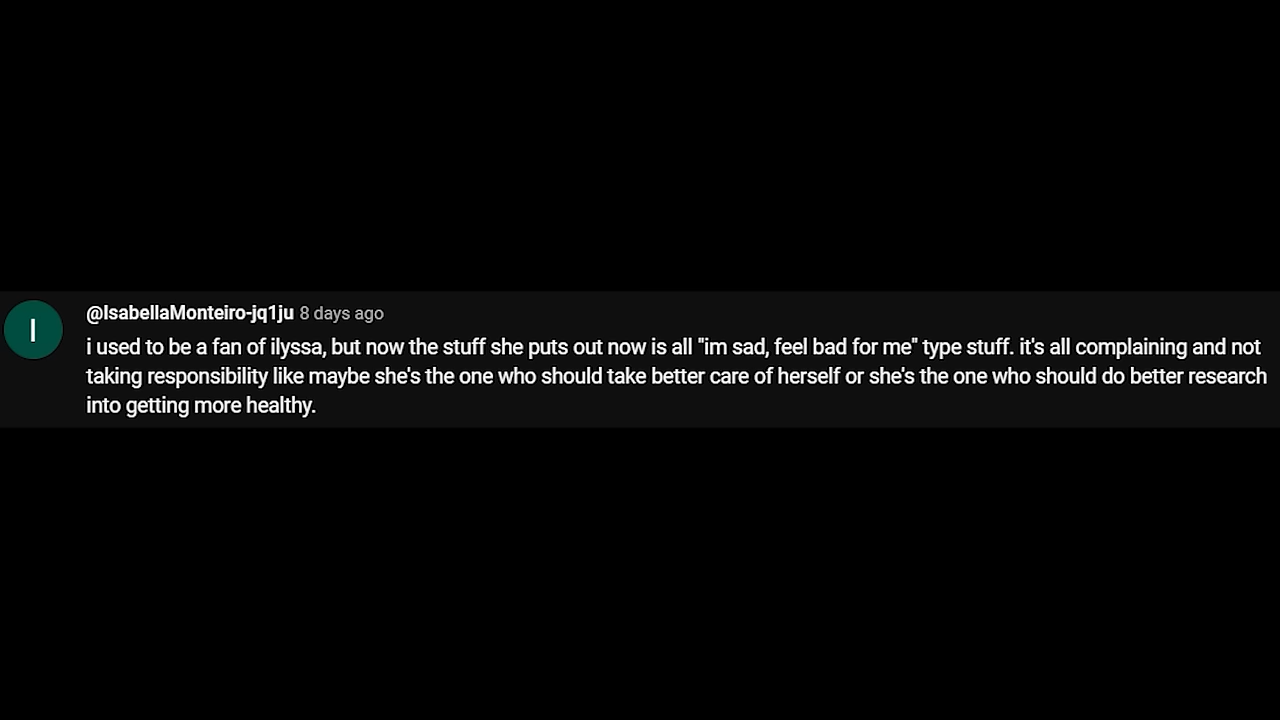 I
@IsabellaMonteiro-jq1ju 8 days ago
i used to be a fan of ilyssa, but now the stuff she puts out now is all "im sad, feel bad for me" type stuff. it's all complaining and not
taking responsibility like maybe she's the one who should take better care of herself or she's the one who should do better research
into getting more healthy.